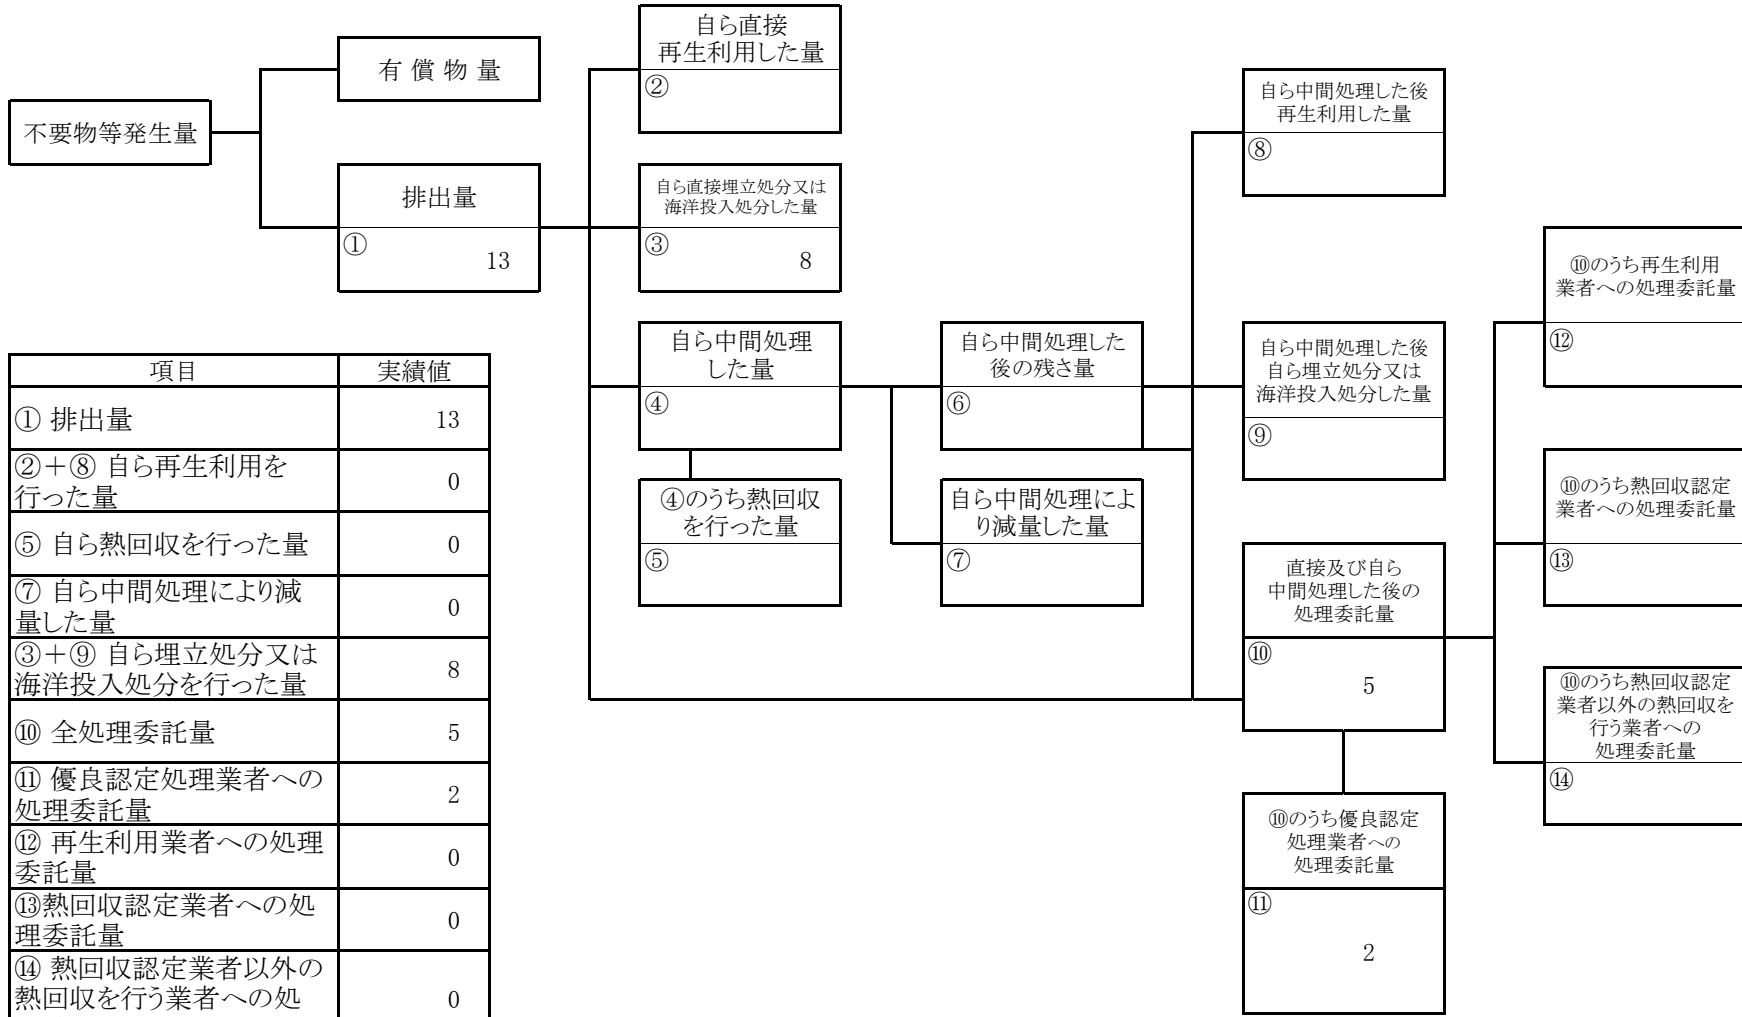 不要物等発生量
有 償 物 量
排出量
①
13
自ら直接
再生利用した量
②
自ら直接埋立処分又は
海洋投入処分した量
③
8
自ら中間処理
した量
④
④のうち熱回収
を行った量
⑤
自ら中間処理した
後の残さ量
⑥
自ら中間処理によ
り減量した量
⑦
自ら中間処理した後
再生利用した量
⑧
自ら中間処理した後
自ら埋立処分又は
海洋投入処分した量
⑨
直接及び自ら
中間処理した後の
処理委託量
⑩
5
⑩のうち優良認定
処理業者への
処理委託量
⑪
2
⑩のうち再生利用
業者への処理委託量
⑫
⑩のうち熱回収認定
業者への処理委託量
⑬
⑩のうち熱回収認定
業者以外の熱回収を
行う業者への
処理委託量
⑭
項目 実績値
① 排出量 13
②+⑧ 自ら再生利用を
行った量 0
⑤ 自ら熱回収を行った量 0
⑦ 自ら中間処理により減
量した量 0
③+⑨ 自ら埋立処分又は
海洋投入処分を行った量 8
⑩ 全処理委託量 5
⑪ 優良認定処理業者への
処理委託量 2
⑫ 再生利用業者への処理
委託量 0
⑬熱回収認定業者への処
理委託量 0
⑭ 熱回収認定業者以外の
熱回収を行う業者への処 0